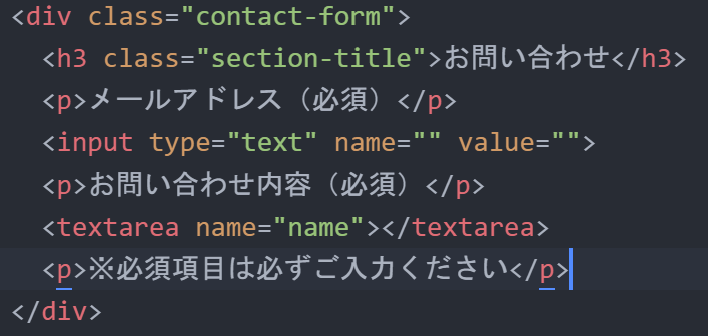 <div class="contact-form">
<h3 class="section-title">お問い合わせ</h3>
<p>メールアドレス（必須）</p>
<input type="text" name="" value="">
<p>お問い合わせ内容（必須）</p>
<textarea name="name"></textarea>
<p>※必須項目は必ずご入力ください</p>
</div>